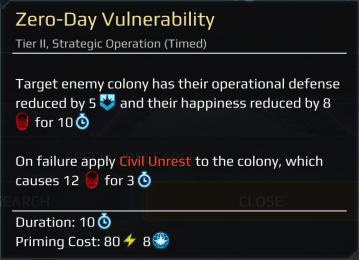 Zero-Day Vulnerability
Tier II, Strategic Operation (Timed)
Target enemy colony has their operational defense
reduced by 5 and their happiness reduced by 8
for 10
On failure apply Civil Unrest to the colony, which
causes 12 for 3
SEARCH
CLOSE
Duration: 10
Priming Cost: 80 8